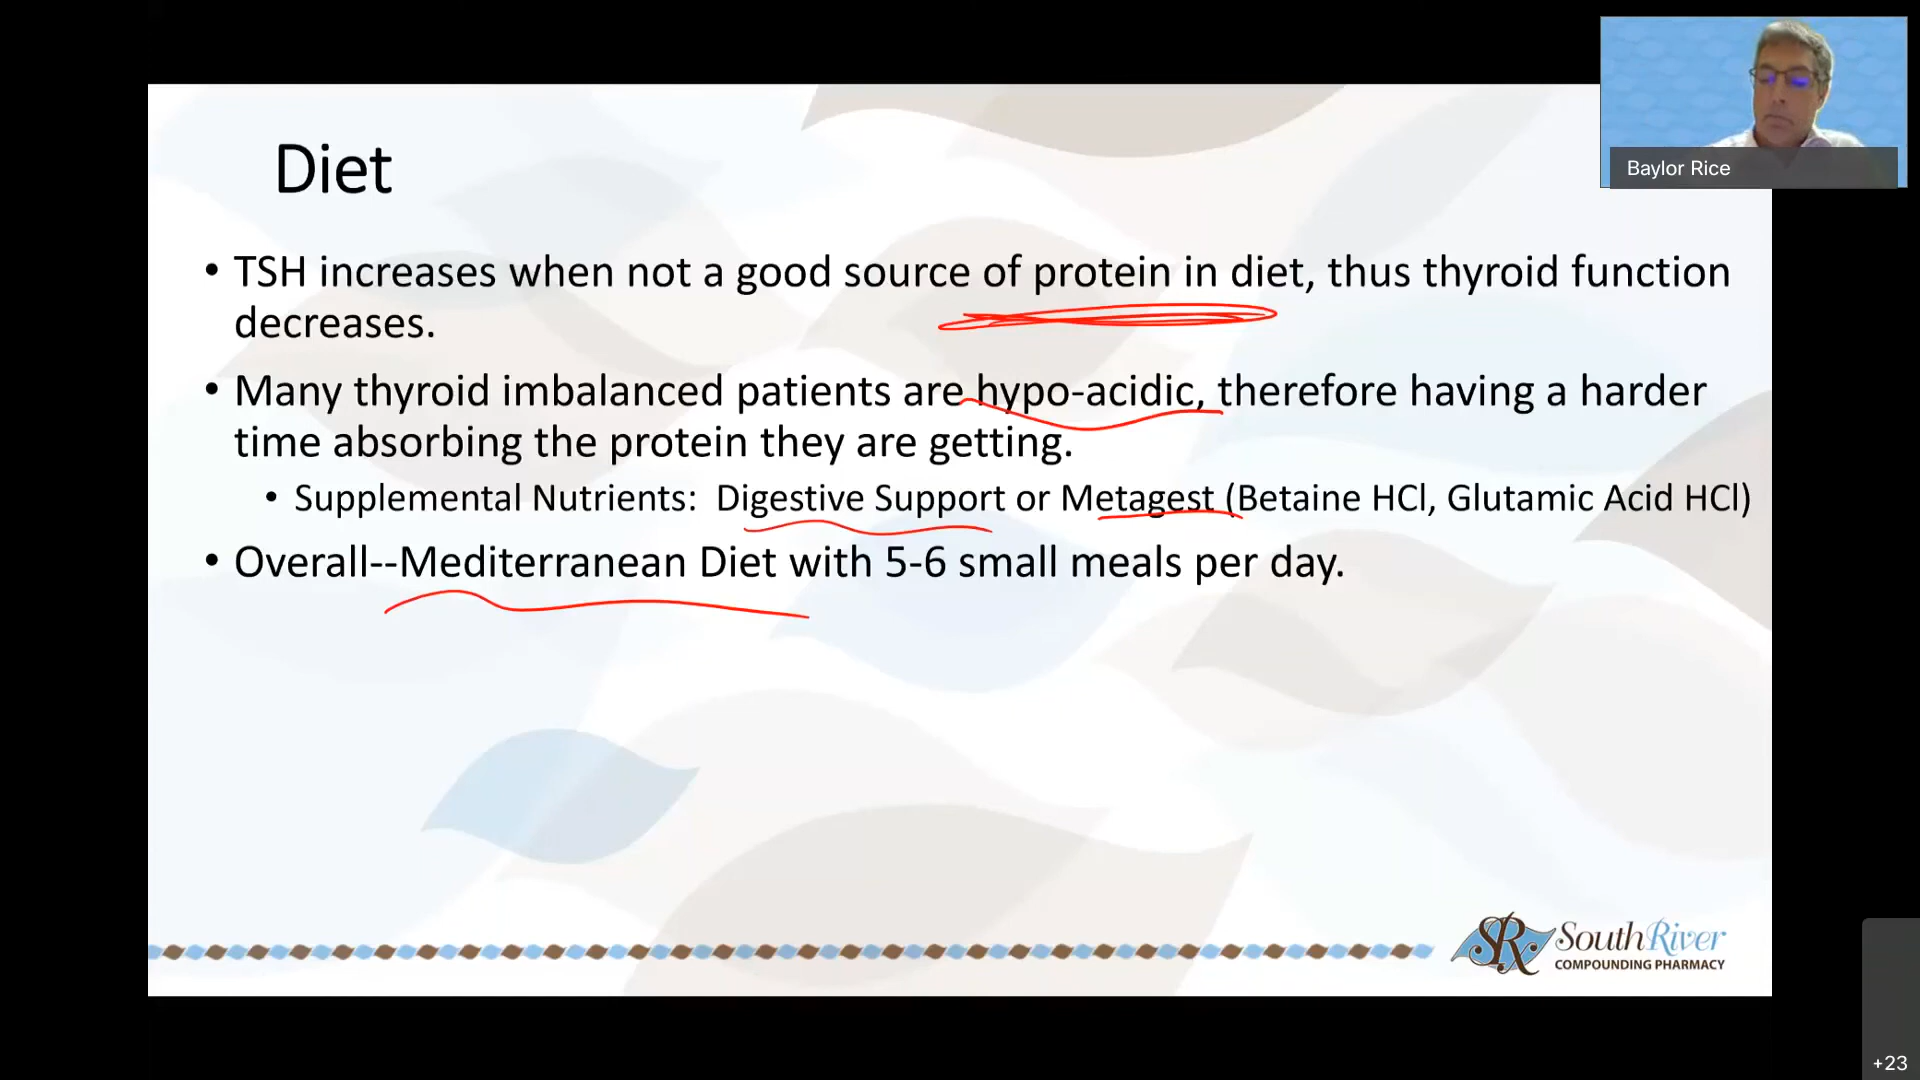 Baylor Rice
Diet
• TSH increases when not a good source of protein in diet, thus thyroid function
decreases.
• Many thyroid imbalanced patients are hypo-acidic, therefore having a harder
time absorbing the protein they are getting.
• Supplemental Nutrients: Digestive Support or Metagest (Betaine HCl, Glutamic Acid HCl)
• Overall--Mediterranean Diet with 5-6 small meals per day.
SR South River
COMPOUNDING PHARMACY
+23